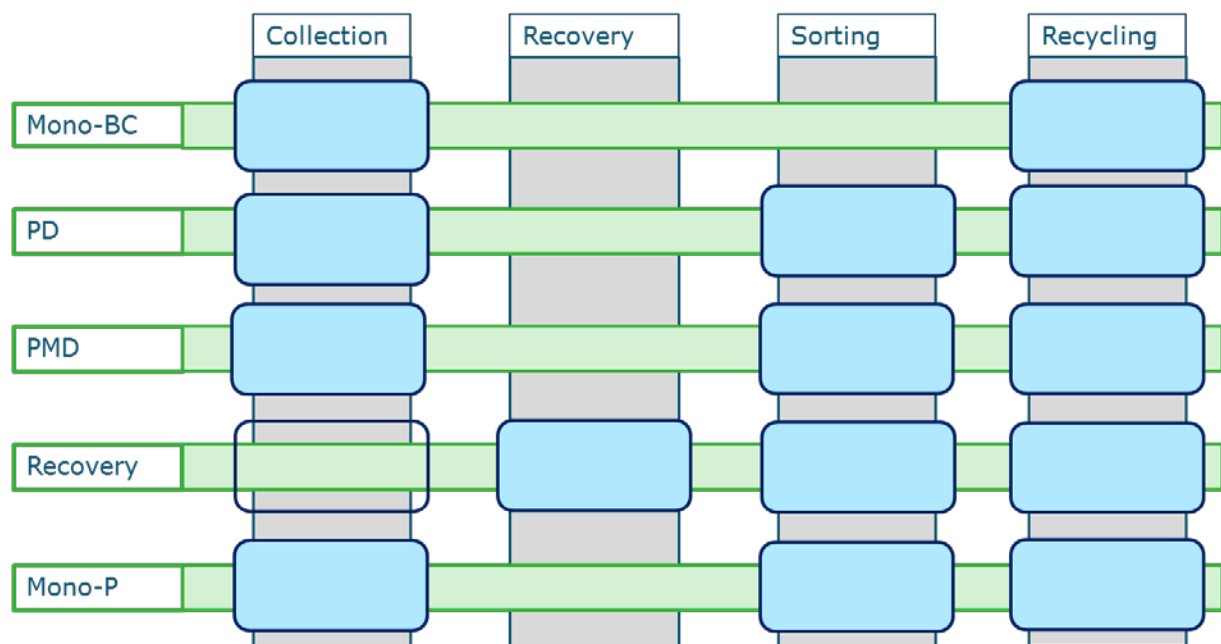 Collection
Recovery
Sorting
Recycling
Mono-BC
PD
PMD
Recovery
Mono-P